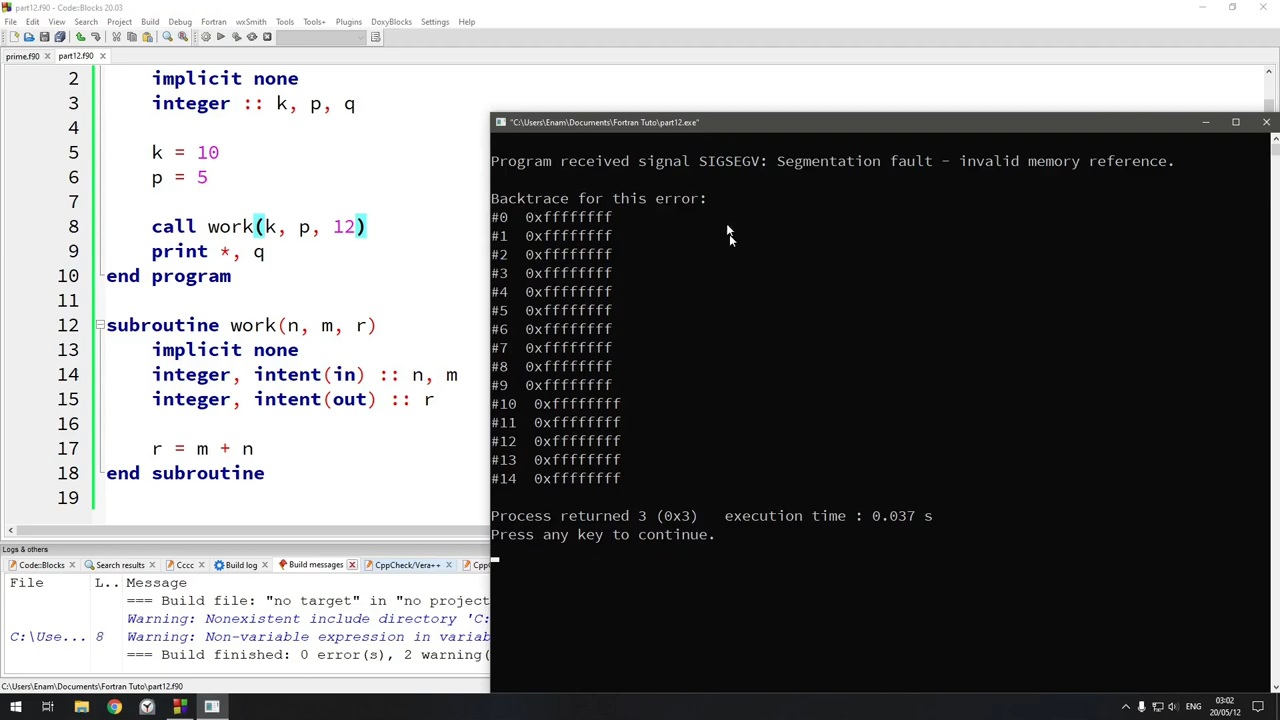 part12.f90 - Code::Blocks 20.03
File Edit View Search Project Build Debug Fortran wxSmith Tools Tools+ Plugins DoxyBlocks Settings Help
prime.f90 part12.f90
2 implicit none
3 integer :: k, p, q
4
5 k = 10
6 p = 5
7
8 call work(k, p, 12)
9 print *, q
10 end program
11
12 subroutine work(n, m, r)
13 implicit none
14 integer, intent(in) :: n, m
15 integer, intent(out) :: r
16
17 r = m + n
18 end subroutine
19
"C:\Users\Enam\Documents\Fortran Tuto\part12.exe"
Program received signal SIGSEGV: Segmentation fault - invalid memory reference.
Backtrace for this error:
#0 0xffffffff
#1 0xffffffff
#2 0xffffffff
#3 0xffffffff
#4 0xffffffff
#5 0xffffffff
#6 0xffffffff
#7 0xffffffff
#8 0xffffffff
#9 0xffffffff
#10 0xffffffff
#11 0xffffffff
#12 0xffffffff
#13 0xffffffff
#14 0xffffffff
Process returned 3 (0x3) execution time : 0.037 s
Press any key to continue.
Logs & others
Code::Blocks Search results Cccc Build log Build messages CppCheck/Vera++
File L.. Message
=== Build file: "no target" in "no proje
Warning: Nonexistent include directory 'C:
C:\Use... 8 Warning: Non-variable expression in variab
=== Build finished: 0 error(s), 2 warning(
C:\Users\Enam\Documents\Fortran Tuto\part12.f90
ENG
03:02
20/05/12